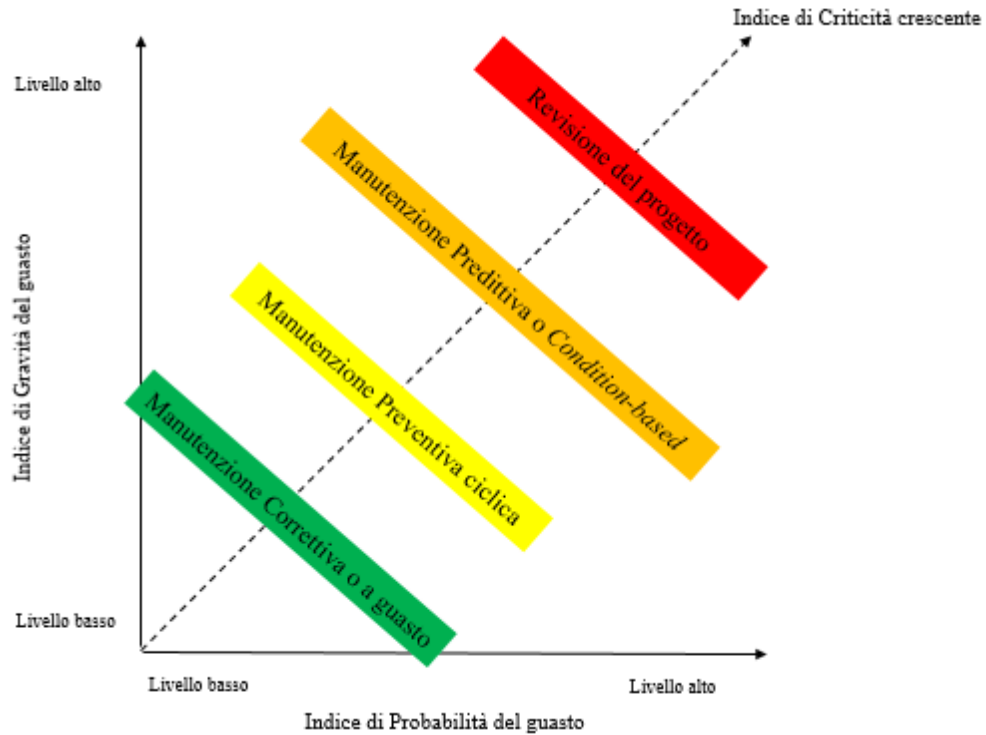 Indice di Criticità crescente
Livello alto
Revisione del progetto
Manutenzione Predittiva o Condition-based
Manutenzione Preventiva ciclica
Manutenzione Correttiva o a guasto
Indice di Gravità del guasto
Livello basso
Livello basso
Livello alto
Indice di Probabilità del guasto